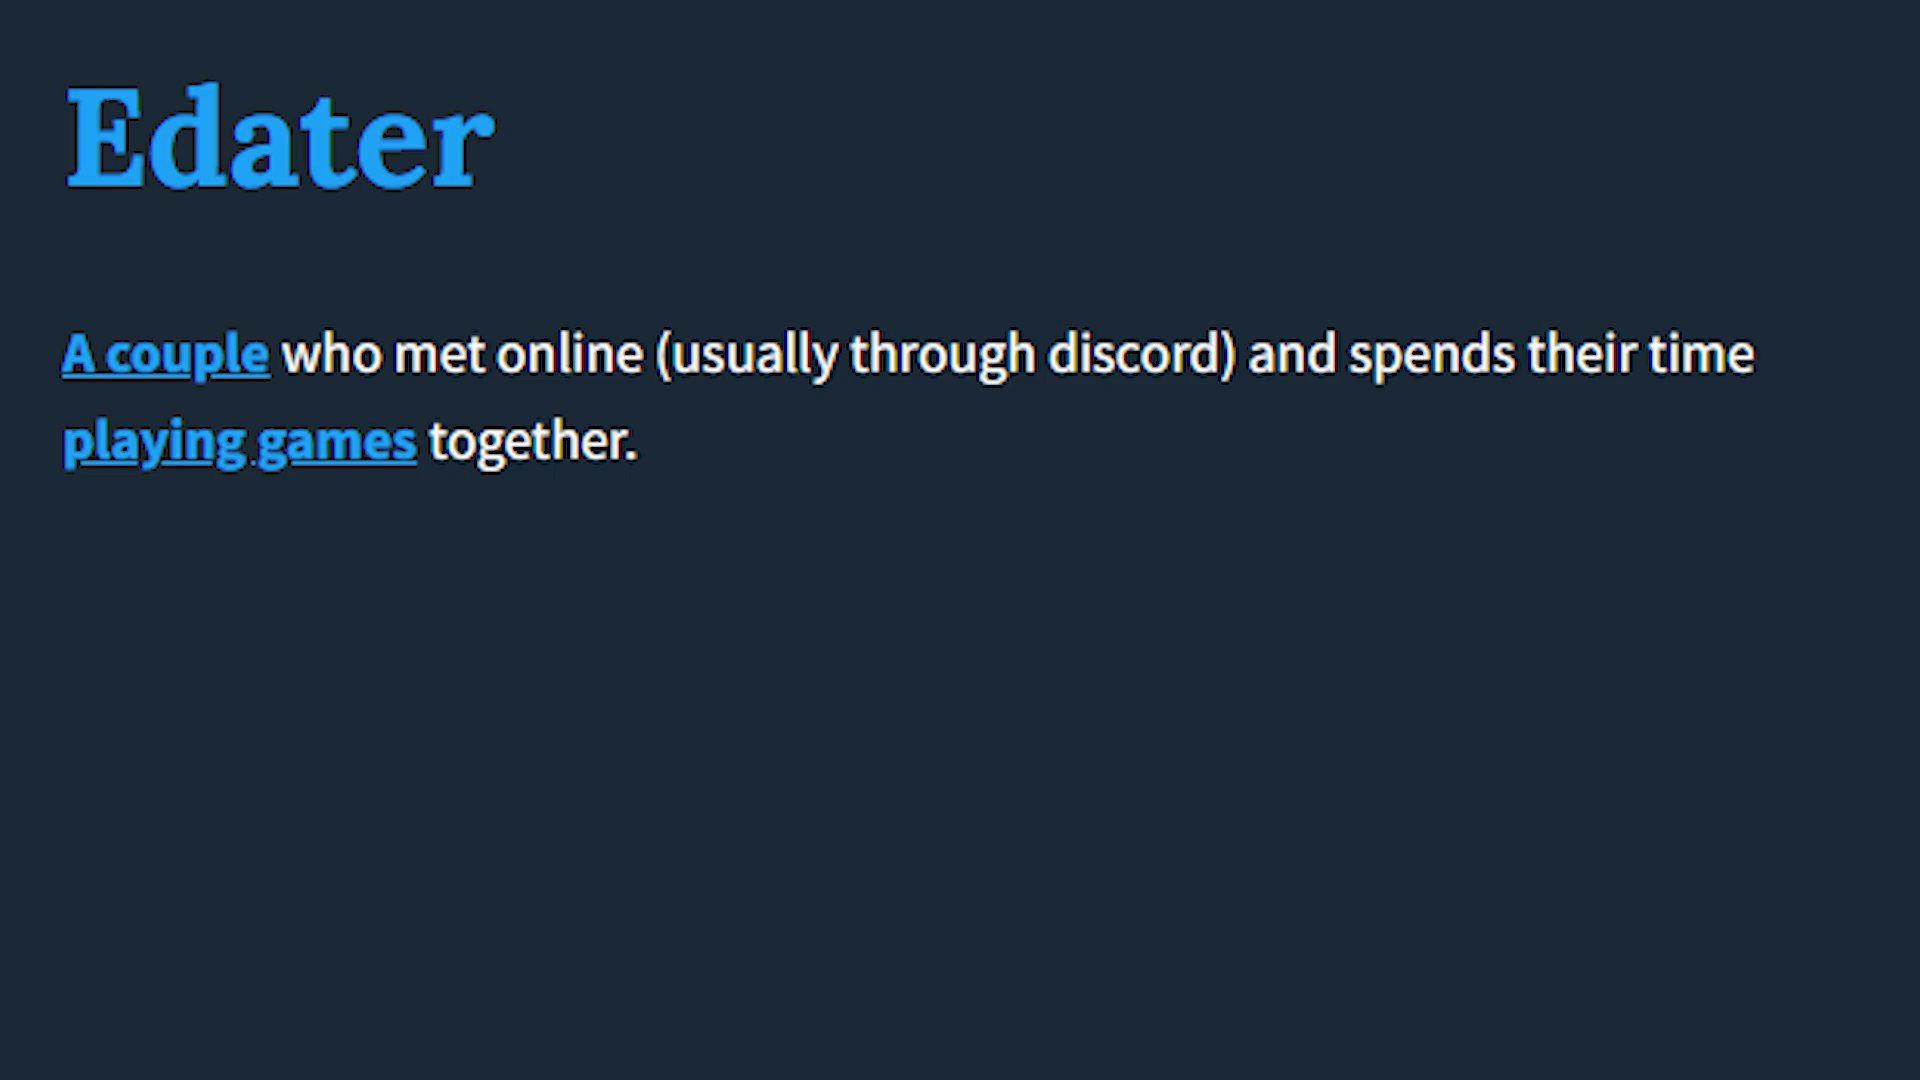 Edater
A couple who met online (usually through discord) and spends their time
playing games together.